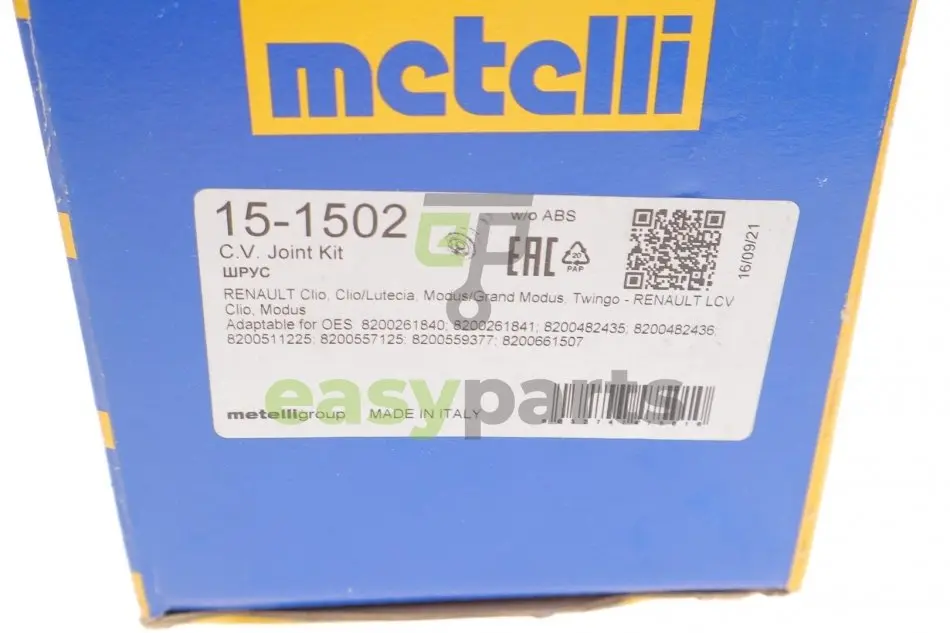 metelli
15-1502
w/o ABS
C.V. Joint Kit
ШРУС
EAC
20
PAP
16/09/21
RENAULT Clio, Clio/Lutecia, Modus/Grand Modus, Twingo - RENAULT LCV
Clio, Modus
Adaptable for OES 8200261840; 8200261841; 8200482435; 8200482436;
8200511225; 8200557125; 8200559377; 8200661507
easyparts
metelligroup MADE IN ITALY